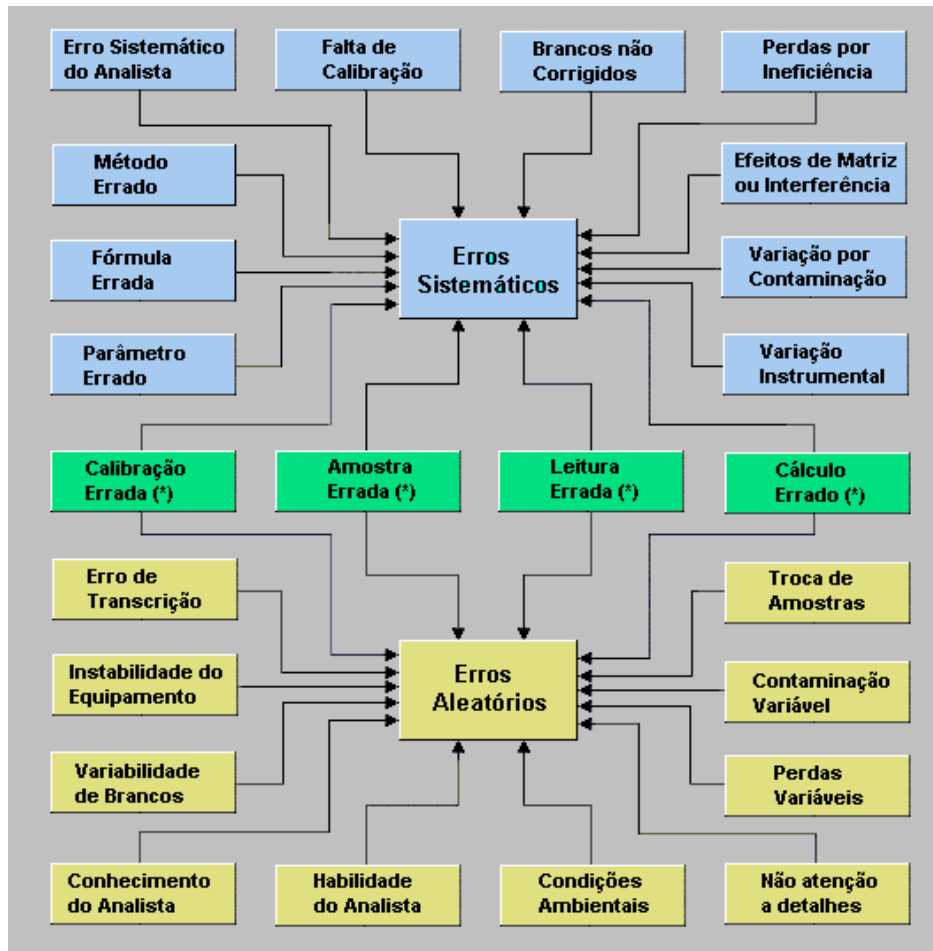 Erro Sistemático
do Analista
Falta de
Calibração
Brancos não
Corrigidos
Perdas por
Ineficiência
Método
Errado
Efeitos de Matriz
ou Interferência
Erros
Sistemáticos
Fórmula
Errada
Variação por
Contaminação
Parâmetro
Errado
Variação
Instrumental
Calibração
Errada (*)
Amostra
Errada (*)
Leitura
Errada (*)
Cálculo
Errado (*)
Erro de
Transcrição
Troca de
Amostras
Erros
Aleatórios
Instabilidade do
Equipamento
Contaminação
Variável
Variabilidade
de Brancos
Perdas
Variáveis
Conhecimento
do Analista
Habilidade
do Analista
Condições
Ambientais
Não atenção
a detalhes